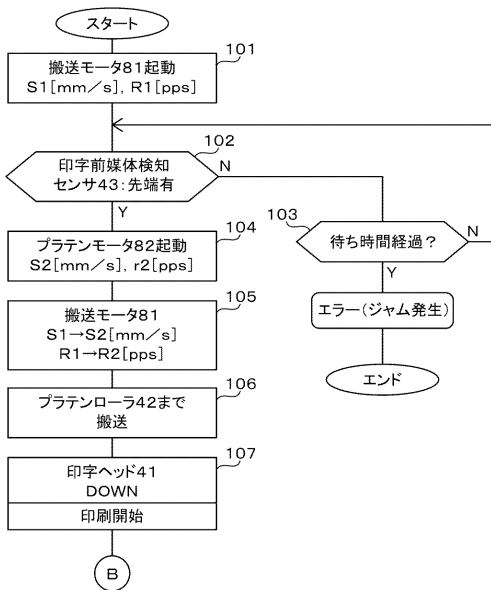 スタート
101
搬送モータ81起動
S1[mm／s], R1[pps]
102
印字前媒体検知
センサ43：先端有
N
Y
103
待ち時間経過？
N
Y
エラー(ジャム発生)
エンド
104
プラテンモータ82起動
S2[mm／s], r2[pps]
105
搬送モータ81
S1→S2[mm／s]
R1→R2[pps]
106
プラテンローラ42まで
搬送
107
印字ヘッド41
DOWN
印刷開始
B